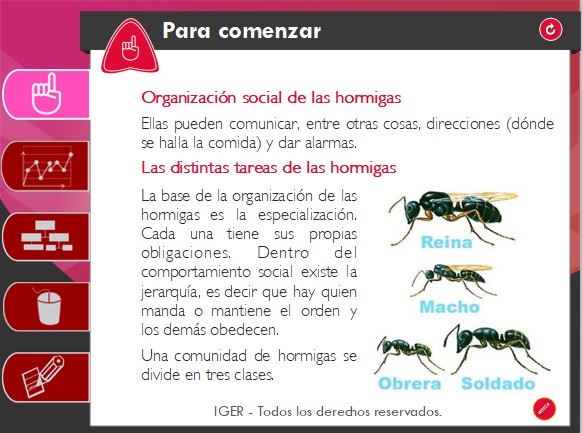 Para comenzar
Organización social de las hormigas
Ellas pueden comunicar, entre otras cosas, direcciones (dónde
se halla la comida) y dar alarmas.
Las distintas tareas de las hormigas
La base de la organización de las
hormigas es la especialización.
Cada una tiene sus propias
obligaciones. Dentro del
comportamiento social existe la
jerarquía, es decir que hay quien
manda o mantiene el orden y
los demás obedecen.
Una comunidad de hormigas se
divide en tres clases.
Reina
Macho
Obrera Soldado
IGER - Todos los derechos reservados.